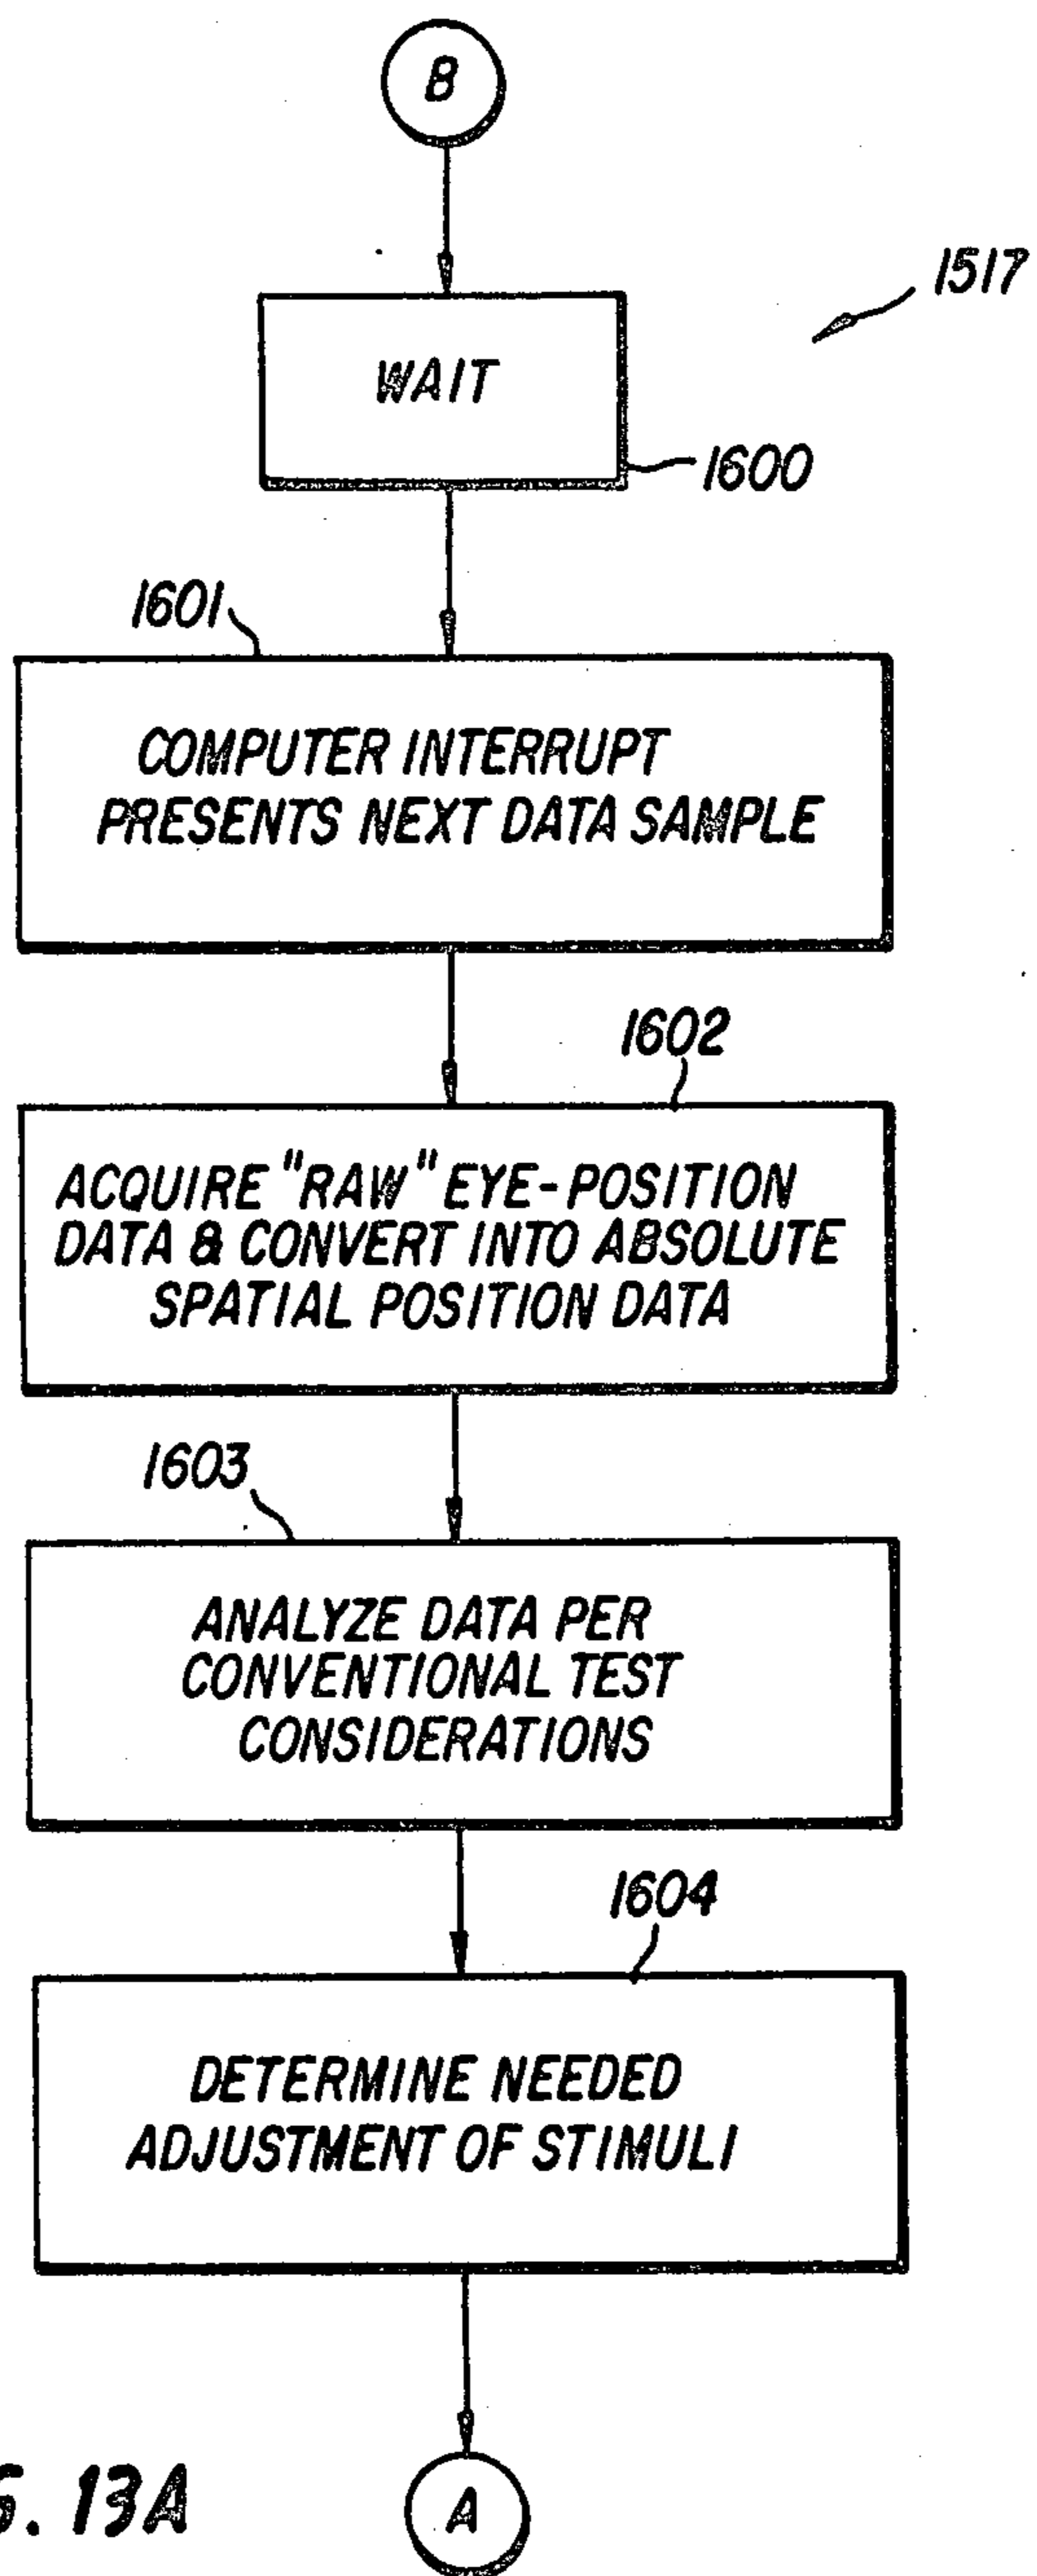 B
1517
WAIT
1600
1601
COMPUTER INTERRUPT
PRESENTS NEXT DATA SAMPLE
1602
ACQUIRE "RAW" EYE-POSITION
DATA & CONVERT INTO ABSOLUTE
SPATIAL POSITION DATA
1603
ANALYZE DATA PER
CONVENTIONAL TEST
CONSIDERATIONS
1604
DETERMINE NEEDED
ADJUSTMENT OF STIMULI
G. 13A
A